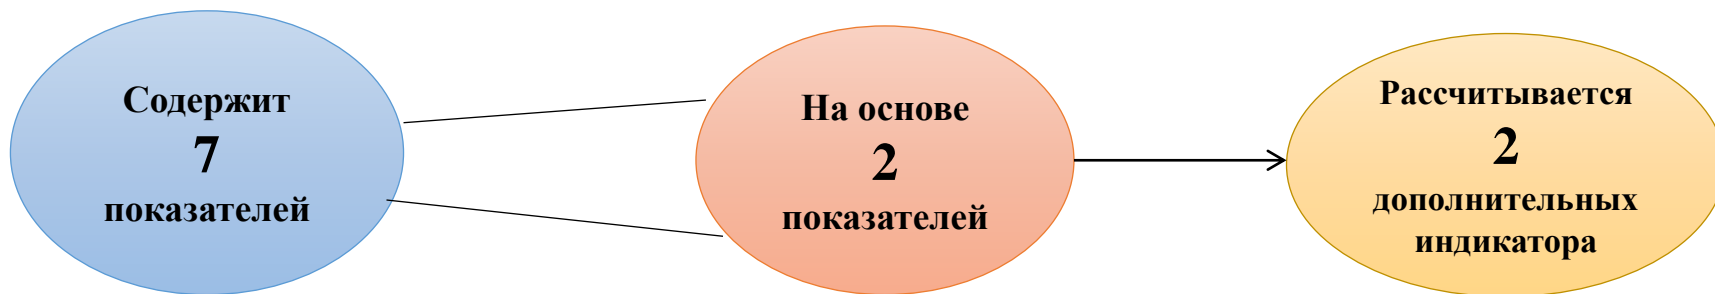 Содержит
7
показателей
На основе
2
показателей
Рассчитывается
2
дополнительных
индикатора